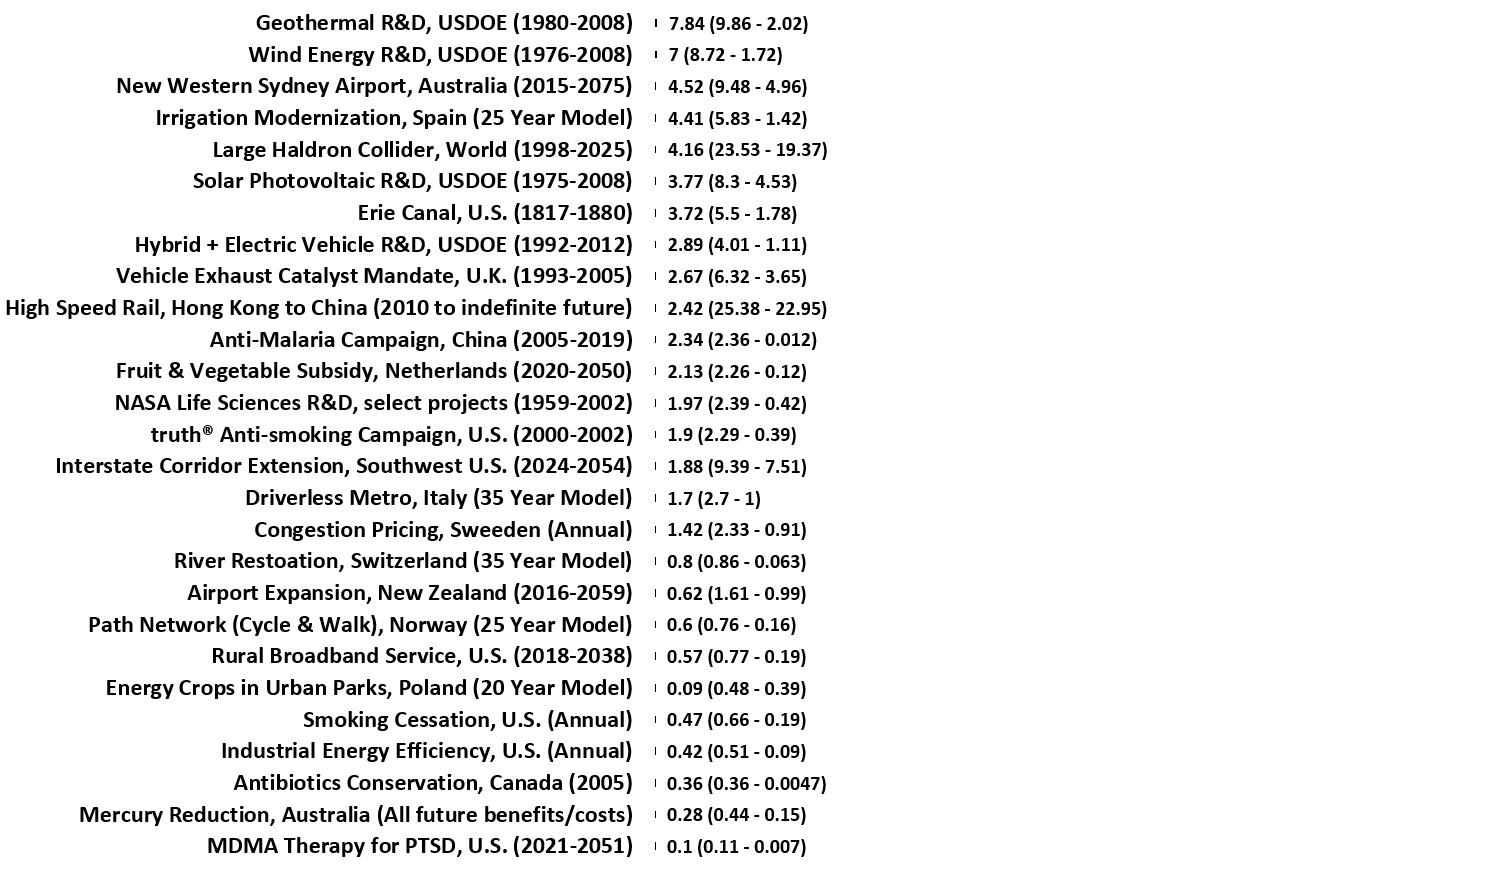 Geothermal R&D, USDOE (1980-2008) 7.84 (9.86 - 2.02)
Wind Energy R&D, USDOE (1976-2008) 7 (8.72 - 1.72)
New Western Sydney Airport, Australia (2015-2075) 4.52 (9.48 - 4.96)
Irrigation Modernization, Spain (25 Year Model) 4.41 (5.83 - 1.42)
Large Haldron Collider, World (1998-2025) 4.16 (23.53 - 19.37)
Solar Photovoltaic R&D, USDOE (1975-2008) 3.77 (8.3 - 4.53)
Erie Canal, U.S. (1817-1880) 3.72 (5.5 - 1.78)
Hybrid + Electric Vehicle R&D, USDOE (1992-2012) 2.89 (4.01 - 1.11)
Vehicle Exhaust Catalyst Mandate, U.K. (1993-2005) 2.67 (6.32 - 3.65)
High Speed Rail, Hong Kong to China (2010 to indefinite future) 2.42 (25.38 - 22.95)
Anti-Malaria Campaign, China (2005-2019) 2.34 (2.36 - 0.012)
Fruit & Vegetable Subsidy, Netherlands (2020-2050) 2.13 (2.26 - 0.12)
NASA Life Sciences R&D, select projects (1959-2002) 1.97 (2.39 - 0.42)
truth® Anti-smoking Campaign, U.S. (2000-2002) 1.9 (2.29 - 0.39)
Interstate Corridor Extension, Southwest U.S. (2024-2054) 1.88 (9.39 - 7.51)
Driverless Metro, Italy (35 Year Model) 1.7 (2.7 - 1)
Congestion Pricing, Sweeden (Annual) 1.42 (2.33 - 0.91)
River Restoation, Switzerland (35 Year Model) 0.8 (0.86 - 0.063)
Airport Expansion, New Zealand (2016-2059) 0.62 (1.61 - 0.99)
Path Network (Cycle & Walk), Norway (25 Year Model) 0.6 (0.76 - 0.16)
Rural Broadband Service, U.S. (2018-2038) 0.57 (0.77 - 0.19)
Energy Crops in Urban Parks, Poland (20 Year Model) 0.09 (0.48 - 0.39)
Smoking Cessation, U.S. (Annual) 0.47 (0.66 - 0.19)
Industrial Energy Efficiency, U.S. (Annual) 0.42 (0.51 - 0.09)
Antibiotics Conservation, Canada (2005) 0.36 (0.36 - 0.0047)
Mercury Reduction, Australia (All future benefits/costs) 0.28 (0.44 - 0.15)
MDMA Therapy for PTSD, U.S. (2021-2051) 0.1 (0.11 - 0.007)